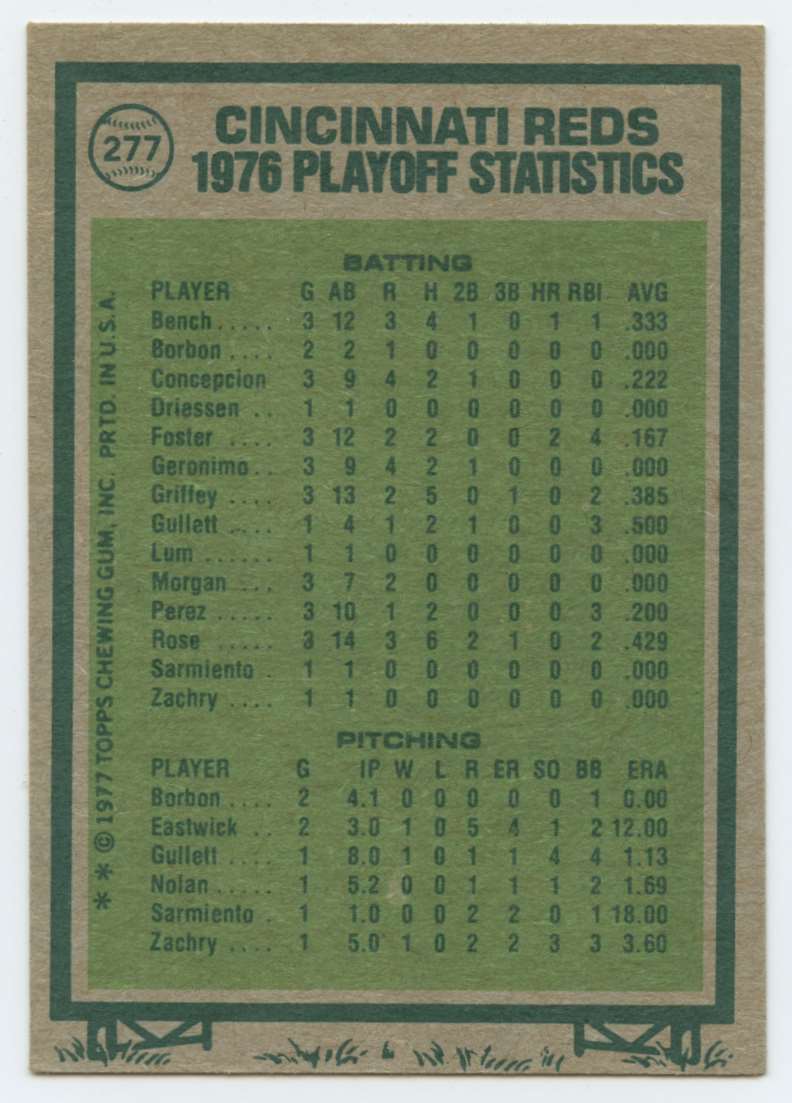 277
CINCINNATI REDS
1976 PLAYOFF STATISTICS
BATTING
PLAYER G AB R H 2B 3B HR RBI AVG
Bench ..... 3 12 3 4 1 0 1 1 .333
Borbon .... 2 2 1 0 0 0 0 0 .000
Concepcion 3 9 4 2 1 0 0 0 .222
Driessen .. 1 1 0 0 0 0 0 0 .000
Foster .... 3 12 2 2 0 0 2 4 .167
Geronimo .. 3 9 4 2 1 0 0 0 .000
Griffey .... 3 13 2 5 0 1 0 2 .385
Gullett .... 1 4 1 2 1 0 0 3 .500
Lum ...... 1 1 0 0 0 0 0 0 .000
Morgan ... 3 7 2 0 0 0 0 0 .000
Perez ..... 3 10 1 2 0 0 0 3 .200
Rose ..... 3 14 3 6 2 1 0 2 .429
Sarmiento . 1 1 0 0 0 0 0 0 .000
Zachry .... 1 1 0 0 0 0 0 0 .000
PITCHING
PLAYER G IP W L R ER SO BB ERA
Borbon .... 2 4.1 0 0 0 0 0 1 0.00
Eastwick .. 2 3.0 1 0 5 4 1 2 12.00
Gullett .... 1 8.0 1 0 1 1 4 4 1.13
Nolan ..... 1 5.2 0 0 1 1 1 2 1.69
Sarmiento . 1 1.0 0 0 2 2 0 1 18.00
Zachry .... 1 5.0 1 0 2 2 3 3 3.60
* * © 1977 TOPPS CHEWING GUM, INC. PRTD. IN U.S.A.